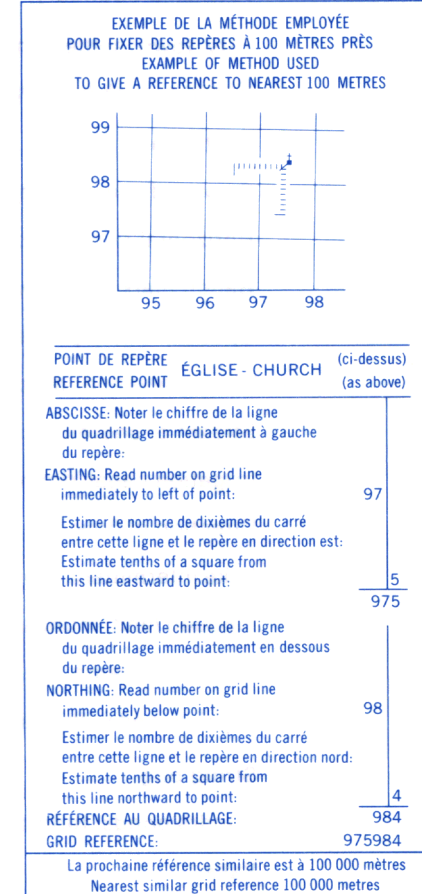 EXEMPLE DE LA MÉTHODE EMPLOYÉE
POUR FIXER DES REPÈRES À 100 MÈTRES PRÈS
EXAMPLE OF METHOD USED
TO GIVE A REFERENCE TO NEAREST 100 METRES
99
98
97
95 96 97 98
POINT DE REPÈRE
REFERENCE POINT
ÉGLISE - CHURCH
(ci-dessus)
(as above)
ABSCISSE: Noter le chiffre de la ligne
du quadrillage immédiatement à gauche
du repère:
EASTING: Read number on grid line
immediately to left of point: 97
Estimer le nombre de dixièmes du carré
entre cette ligne et le repère en direction est:
Estimate tenths of a square from
this line eastward to point: 5
975
ORDONNÉE: Noter le chiffre de la ligne
du quadrillage immédiatement en dessous
du repère:
NORTHING: Read number on grid line
immediately below point: 98
Estimer le nombre de dixièmes du carré
entre cette ligne et le repère en direction nord:
Estimate tenths of a square from
this line northward to point: 4
RÉFÉRENCE AU QUADRILLAGE: 984
GRID REFERENCE: 975984
La prochaine référence similaire est à 100 000 mètres
Nearest similar grid reference 100 000 metres